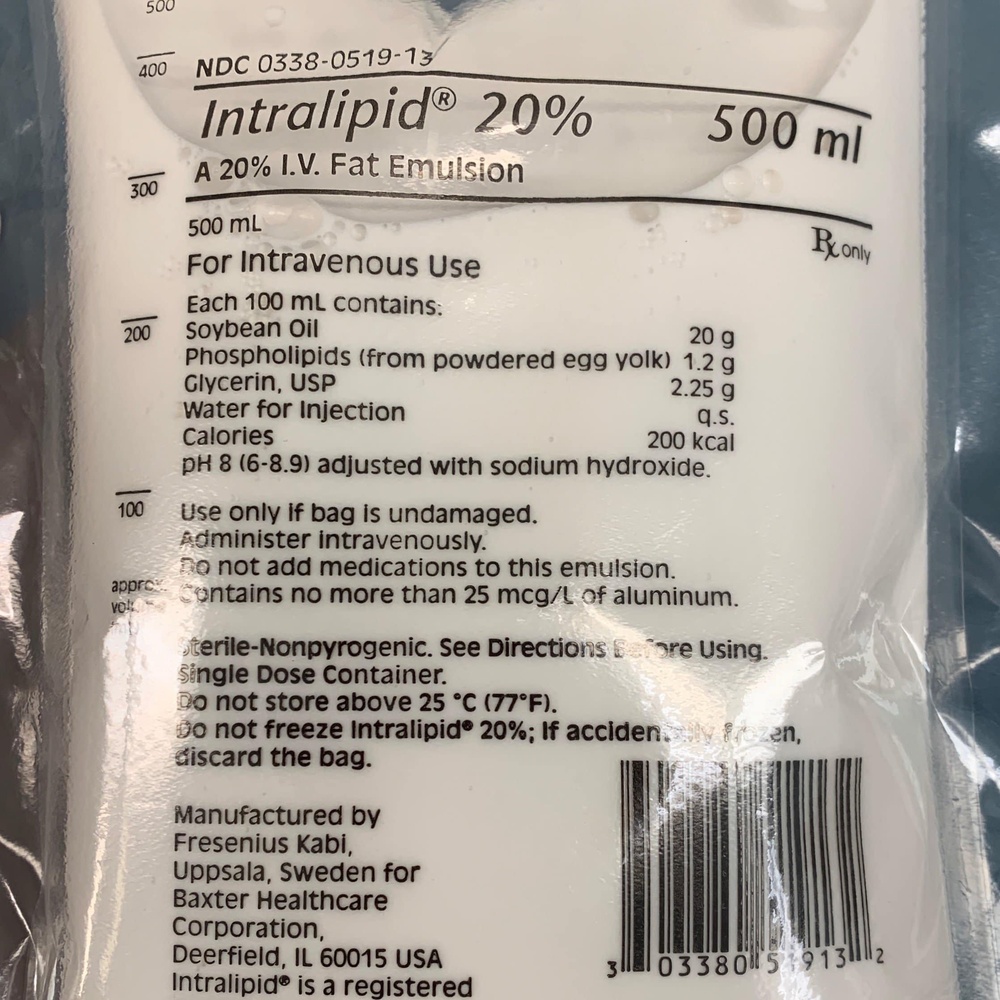 500
400
NDC 0338-0519-13
Intralipid® 20% 500 ml
A 20% I.V. Fat Emulsion
300
500 mL
Rx only
For Intravenous Use
Each 100 mL contains:
200
Soybean Oil 20 g
Phospholipids (from powdered egg yolk) 1.2 g
Glycerin, USP 2.25 g
Water for Injection q.s.
Calories 200 kcal
pH 8 (6-8.9) adjusted with sodium hydroxide.
100
Use only if bag is undamaged.
Administer intravenously.
Do not add medications to this emulsion.
approx.
Contains no more than 25 mcg/L of aluminum.
Sterile-Nonpyrogenic. See Directions Before Using.
Single Dose Container.
Do not store above 25 °C (77°F).
Do not freeze Intralipid® 20%; If accidentally frozen,
discard the bag.
Manufactured by
Fresenius Kabi,
Uppsala, Sweden for
Baxter Healthcare
Corporation,
Deerfield, IL 60015 USA
Intralipid® is a registered
3 03380 51913 2